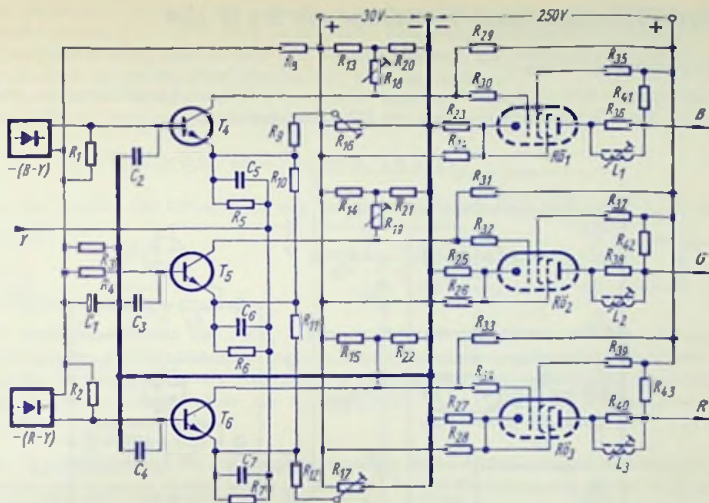 30V 250V
+ − − +
R₈ R₁₃ R₂₀ R₂₉
R₁₈ R₃₅
R₃₀ R₄₁
T₄ R₉ R₁₆ R₂₃ R₃₆ B
R₁ C₂ Rö₁ L₁
−(B-Y)
C₅ R₁₀ R₃₁
R₅ R₁₄ R₂₁
Y R₁₉ R₃₂ R₃₇
R₄₂
R₃ R₂₅ R₃₈ G
R₄ T₅ R₂₆ Rö₂ L₂
C₁ C₃ C₆ R₁₁
R₆ R₁₅ R₂₂ R₃₃
R₃₉
R₂ R₄₃
T₆ R₂₇ R₄₀ R
R₂₈ Rö₃ L₃
−(R-Y)
C₄ C₇ R₁₂ R₁₇
R₇